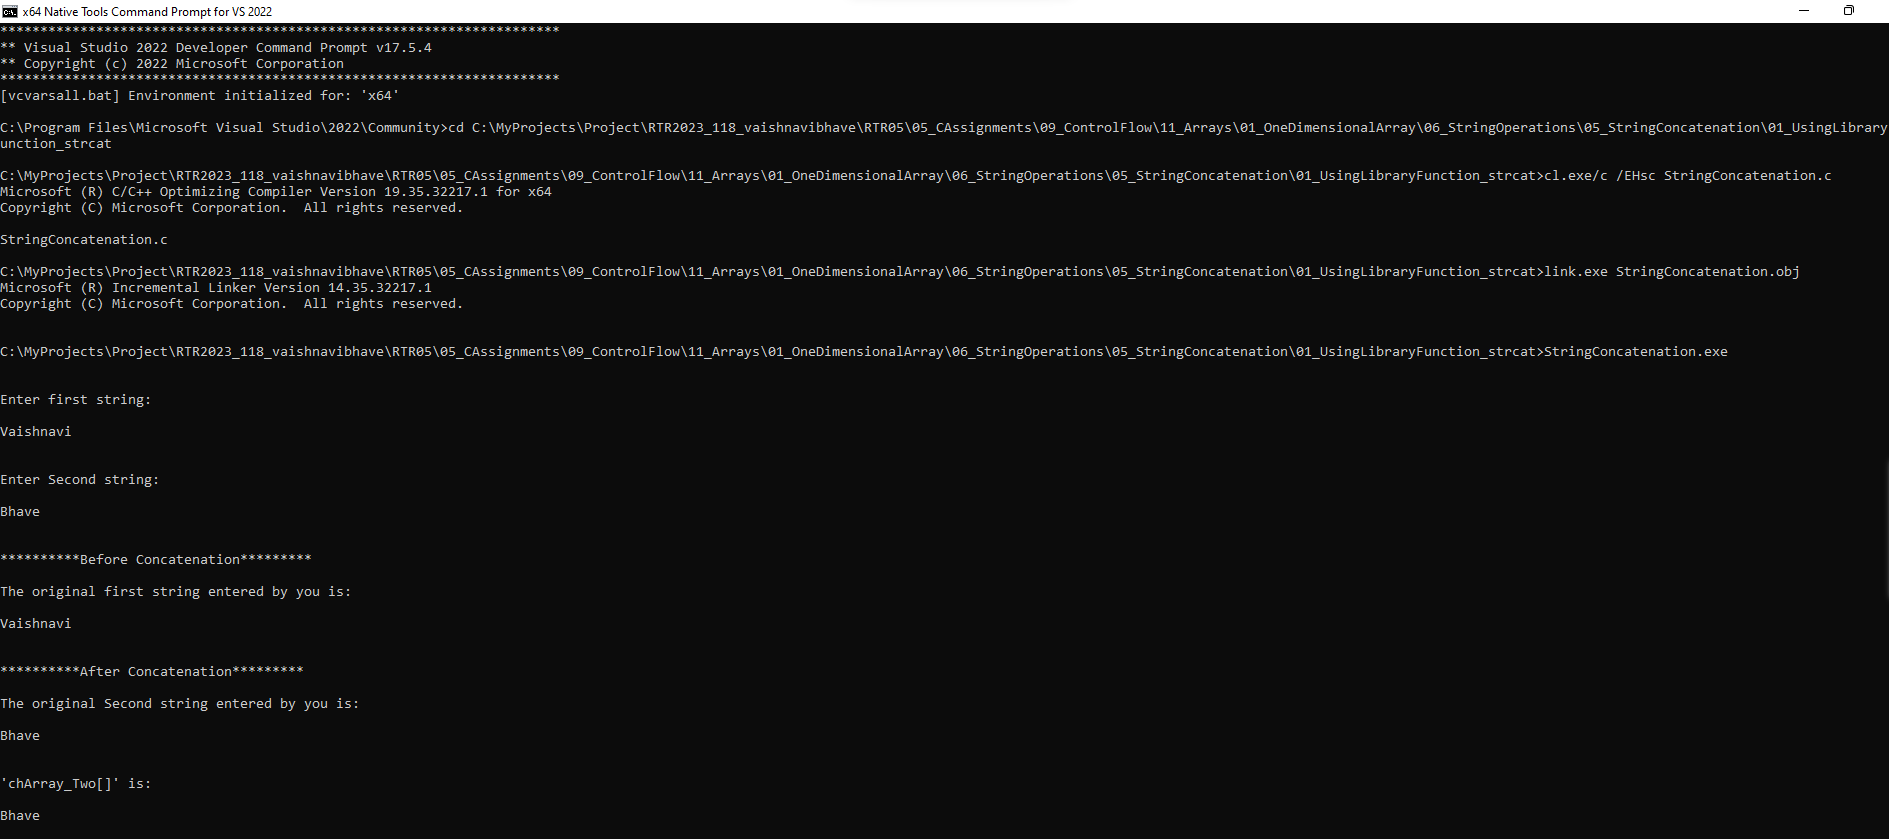 x64 Native Tools Command Prompt for VS 2022
**********************************************************************
** Visual Studio 2022 Developer Command Prompt v17.5.4
** Copyright (c) 2022 Microsoft Corporation
**********************************************************************
[vcvarsall.bat] Environment initialized for: 'x64'
C:\Program Files\Microsoft Visual Studio\2022\Community>cd C:\MyProjects\Project\RTR2023_118_vaishnavibhave\RTR05\05_CAssignments\09_ControlFlow\11_Arrays\01_OneDimensionalArray\06_StringOperations\05_StringConcatenation\01_UsingLibrary
unction_strcat
C:\MyProjects\Project\RTR2023_118_vaishnavibhave\RTR05\05_CAssignments\09_ControlFlow\11_Arrays\01_OneDimensionalArray\06_StringOperations\05_StringConcatenation\01_UsingLibraryFunction_strcat>cl.exe/c /EHsc StringConcatenation.c
Microsoft (R) C/C++ Optimizing Compiler Version 19.35.32217.1 for x64
Copyright (C) Microsoft Corporation.  All rights reserved.
StringConcatenation.c
C:\MyProjects\Project\RTR2023_118_vaishnavibhave\RTR05\05_CAssignments\09_ControlFlow\11_Arrays\01_OneDimensionalArray\06_StringOperations\05_StringConcatenation\01_UsingLibraryFunction_strcat>link.exe StringConcatenation.obj
Microsoft (R) Incremental Linker Version 14.35.32217.1
Copyright (C) Microsoft Corporation.  All rights reserved.
C:\MyProjects\Project\RTR2023_118_vaishnavibhave\RTR05\05_CAssignments\09_ControlFlow\11_Arrays\01_OneDimensionalArray\06_StringOperations\05_StringConcatenation\01_UsingLibraryFunction_strcat>StringConcatenation.exe
Enter first string:
Vaishnavi
Enter Second string:
Bhave
**********Before Concatenation*********
The original first string entered by you is:
Vaishnavi
**********After Concatenation*********
The original Second string entered by you is:
Bhave
'chArray_Two[]' is:
Bhave